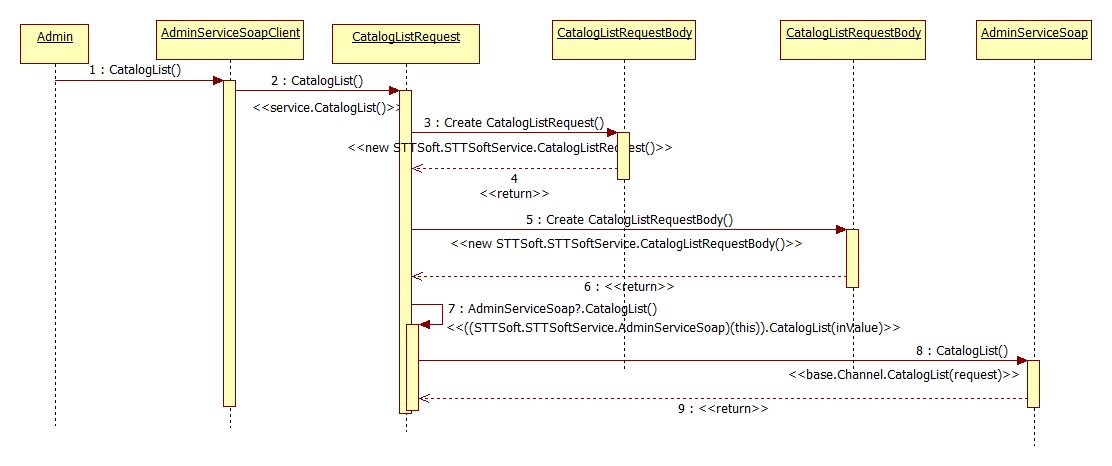 Admin
AdminServiceSoapClient
CatalogListRequest
CatalogListRequestBody
CatalogListRequestBody
AdminServiceSoap
1 : CatalogList()
2 : CatalogList()
<<service.CatalogList()>>
3 : Create CatalogListRequest()
<<new STTSoft.STTSoftService.CatalogListRequest()>>
4
<<return>>
5 : Create CatalogListRequestBody()
<<new STTSoft.STTSoftService.CatalogListRequestBody()>>
6 : <<return>>
7 : AdminServiceSoap?.CatalogList()
<<((STTSoft.STTSoftService.AdminServiceSoap)(this)).CatalogList(inValue)>>
8 : CatalogList()
<<base.Channel.CatalogList(request)>>
9 : <<return>>